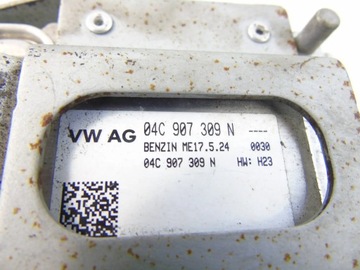 VW AG 04C 907 309 N ----
BENZIN ME17.5.24 0030
04C 907 309 N HW: H23